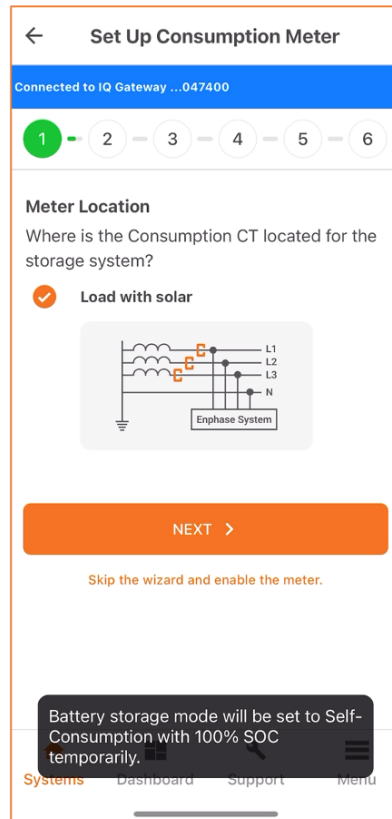 Set Up Consumption Meter
Connected to IQ Gateway ...047400
1
2
3
4
5
6
Meter Location
Where is the Consumption CT located for the
storage system?
Load with solar
L1
L2
L3
N
Enphase System
NEXT
Skip the wizard and enable the meter.
Battery storage mode will be set to Self-
Consumption with 100% SOC
temporarily.
Systems
Dashboard
Support
Menu